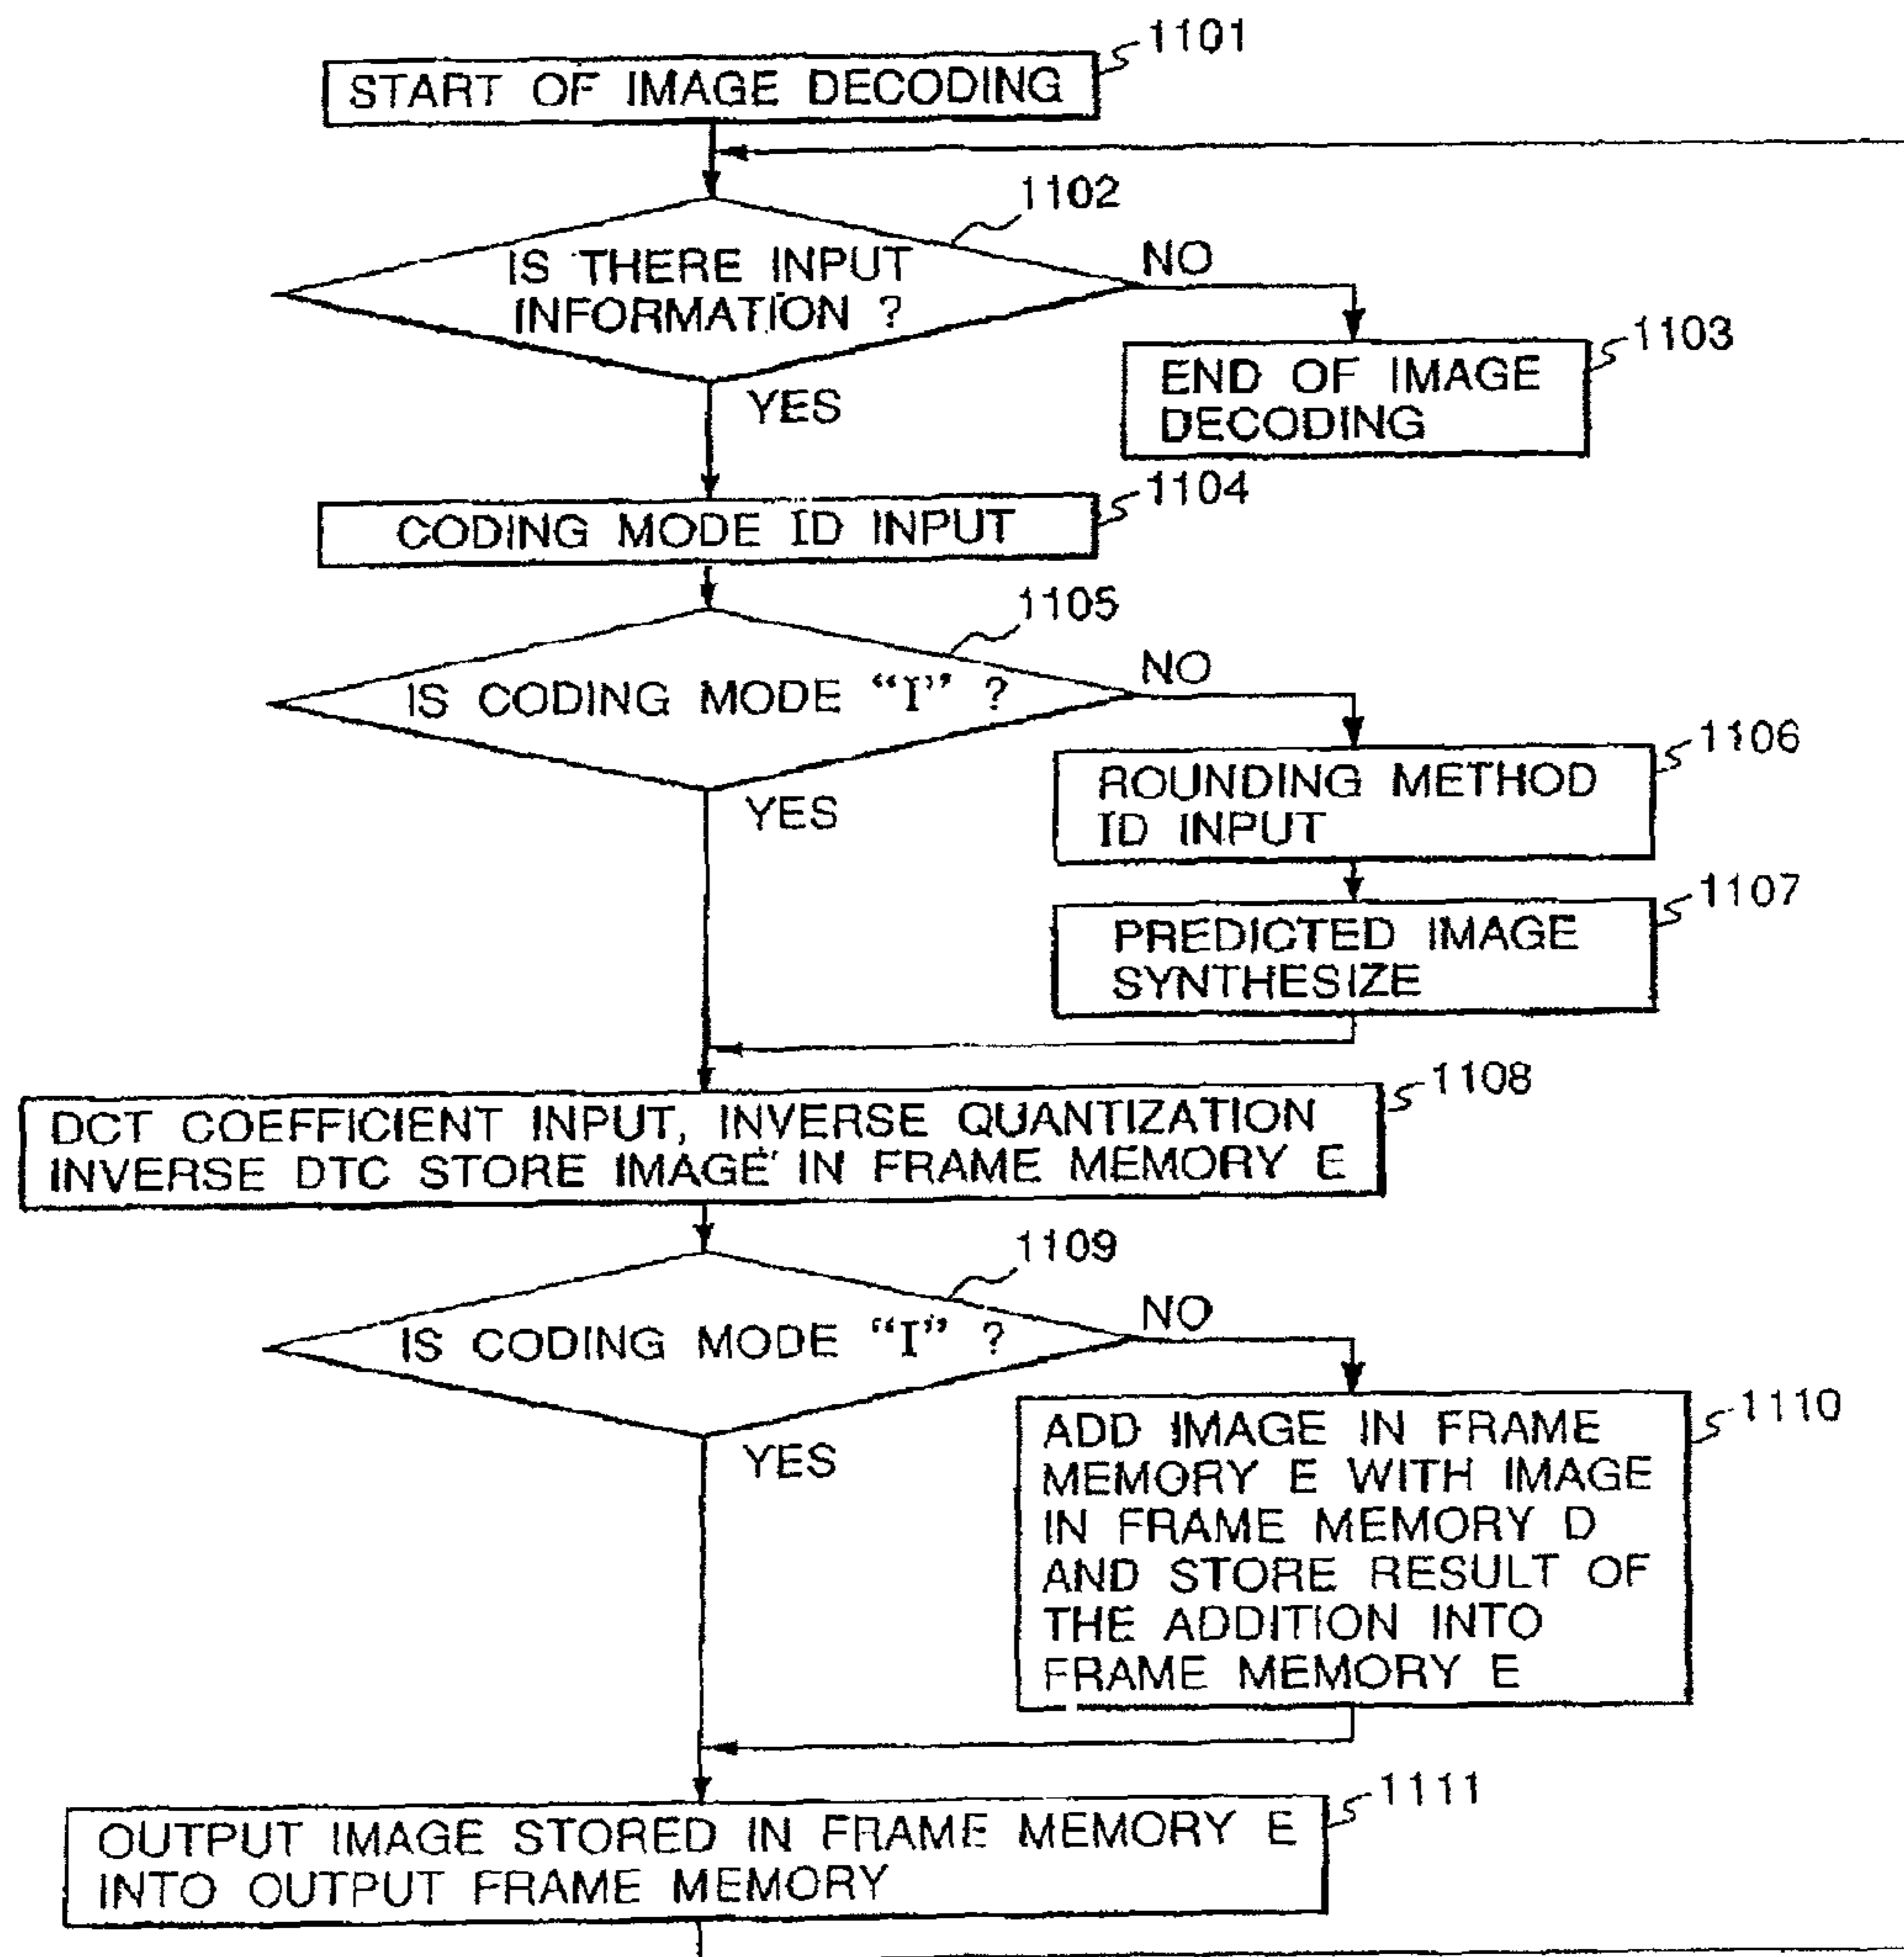 1101
START OF IMAGE DECODING
1102
IS THERE INPUT
INFORMATION ?
NO
YES
1103
END OF IMAGE
DECODING
1104
CODING MODE ID INPUT
1105
IS CODING MODE “I” ?
NO
YES
1106
ROUNDING METHOD
ID INPUT
1107
PREDICTED IMAGE
SYNTHESIZE
1108
DCT COEFFICIENT INPUT, INVERSE QUANTIZATION
INVERSE DTC STORE IMAGE IN FRAME MEMORY E
1109
IS CODING MODE “I” ?
NO
YES
1110
ADD IMAGE IN FRAME
MEMORY E WITH IMAGE
IN FRAME MEMORY D
AND STORE RESULT OF
THE ADDITION INTO
FRAME MEMORY E
1111
OUTPUT IMAGE STORED IN FRAME MEMORY E
INTO OUTPUT FRAME MEMORY